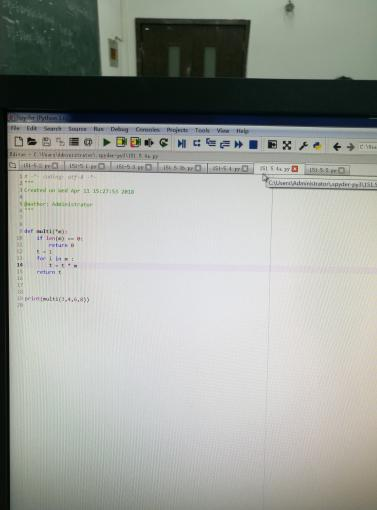 Spyder (Python 3.6)
File Edit Search Source Run Debug Consoles Projects Tools View Help
Editor - C:\Users\Administrator\.spyder-py3\151 5 4a.py
151-5-2.py 151-5-1.py 151-5-3.py 151-5-3b.py 151-5-4.py 151 5 4a.py 151-5-5.py
C:\Users\Administrator\.spyder-py3\151 5
1 # -*- coding: utf-8 -*-
2 """
3 Created on Wed Apr 11 15:27:53 2018
4
5 @author: Administrator
6 """
7
8
9 def multi(*m):
10 if len(m) == 0:
11 return 0
12 t = 1
13 for i in m :
14 t = t * m
15 return t
16
17
18
19 print(multi(3,4,6,8))
20